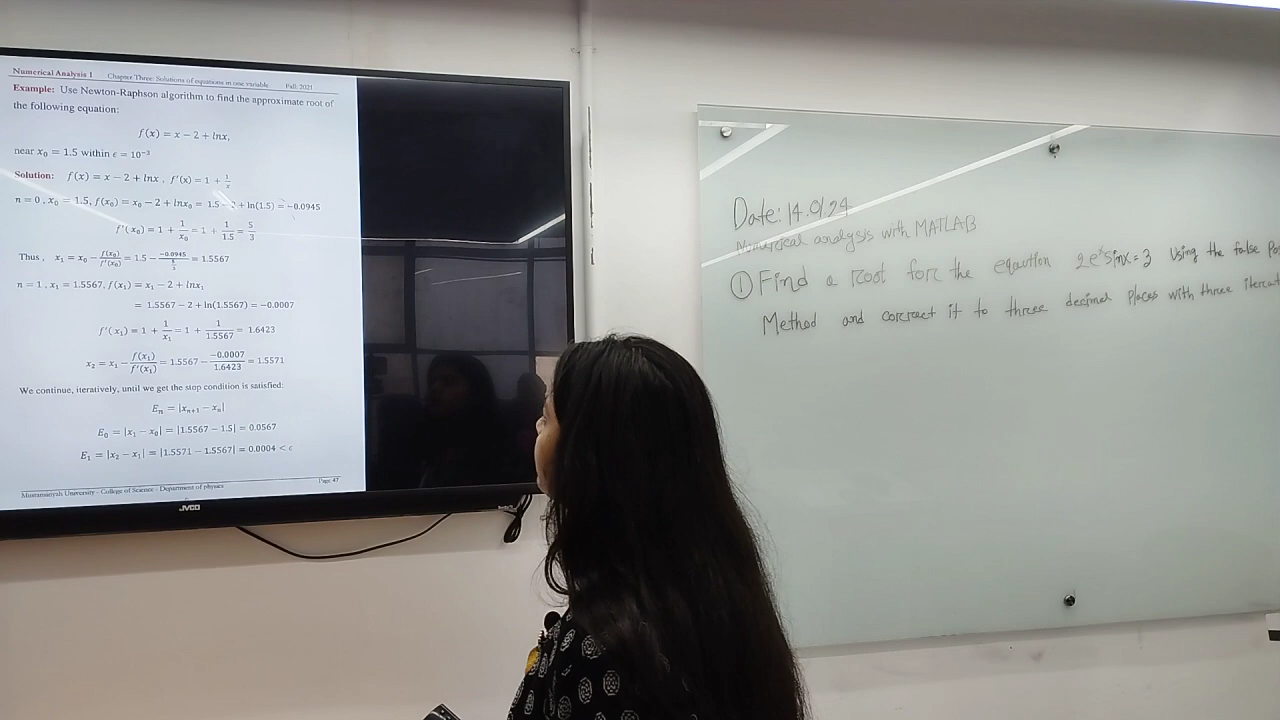 Numerical Analysis I Chapter Three: Solutions of equations in one variable Fall: 2021
Example: Use Newton-Raphson algorithm to find the approximate root of
the following equation:
f(x) = x − 2 + lnx,
near x₀ = 1.5 within ϵ = 10⁻³
Solution: f(x) = x − 2 + lnx , f′(x) = 1 + 1/x
n = 0 , x₀ = 1.5, f(x₀) = x₀ − 2 + lnx₀ = 1.5 − 2 + ln(1.5) = −0.0945
f′(x₀) = 1 + 1/x₀ = 1 + 1/1.5 = 5/3
Thus , x₁ = x₀ − f(x₀)/f′(x₀) = 1.5 − −0.0945/(5/3) = 1.5567
n = 1 , x₁ = 1.5567, f(x₁) = x₁ − 2 + lnx₁
= 1.5567 − 2 + ln(1.5567) = −0.0007
f′(x₁) = 1 + 1/x₁ = 1 + 1/1.5567 = 1.6423
x₂ = x₁ − f(x₁)/f′(x₁) = 1.5567 − −0.0007/1.6423 = 1.5571
We continue, iteratively, until we get the stop condition is satisfied:
Eₙ = |xₙ₊₁ − xₙ|
E₀ = |x₁ − x₀| = |1.5567 − 1.5| = 0.0567
E₁ = |x₂ − x₁| = |1.5571 − 1.5567| = 0.0004 < ϵ
Mustansiriyah University - College of Science - Department of physics Page 47
JVCO
Date: 14.9/24
Numerical analysis with MATLAB
① Find a root for the equation 2eˣsinx = 3 using the false
Method and correct it to three decimal places with three